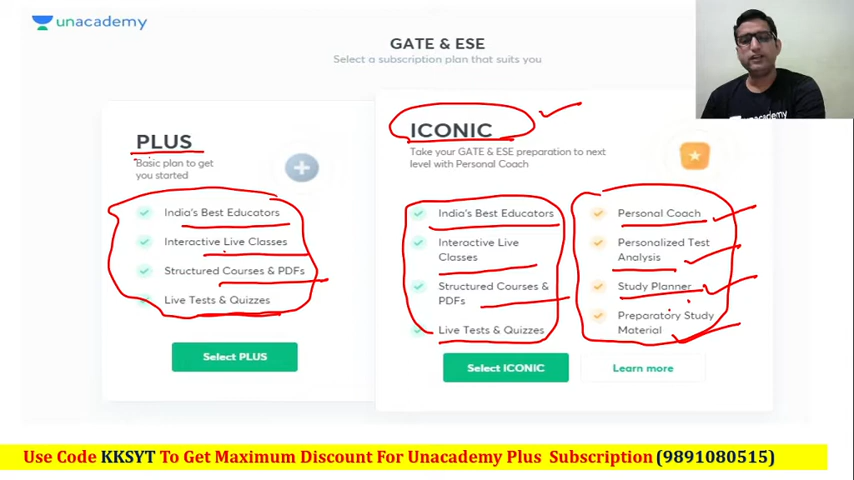 unacademy
GATE & ESE
Select a subscription plan that suits you
PLUS
Basic plan to get
you started
India's Best Educators
Interactive Live Classes
Structured Courses & PDFs
Live Tests & Quizzes
Select PLUS
ICONIC
Take your GATE & ESE preparation to next
level with Personal Coach
India's Best Educators
Interactive Live
Classes
Structured Courses &
PDFs
Live Tests & Quizzes
Personal Coach
Personalized Test
Analysis
Study Planner
Preparatory Study
Material
Select ICONIC
Learn more
unacademy
Use Code KKSYT To Get Maximum Discount For Unacademy Plus Subscription (9891080515)